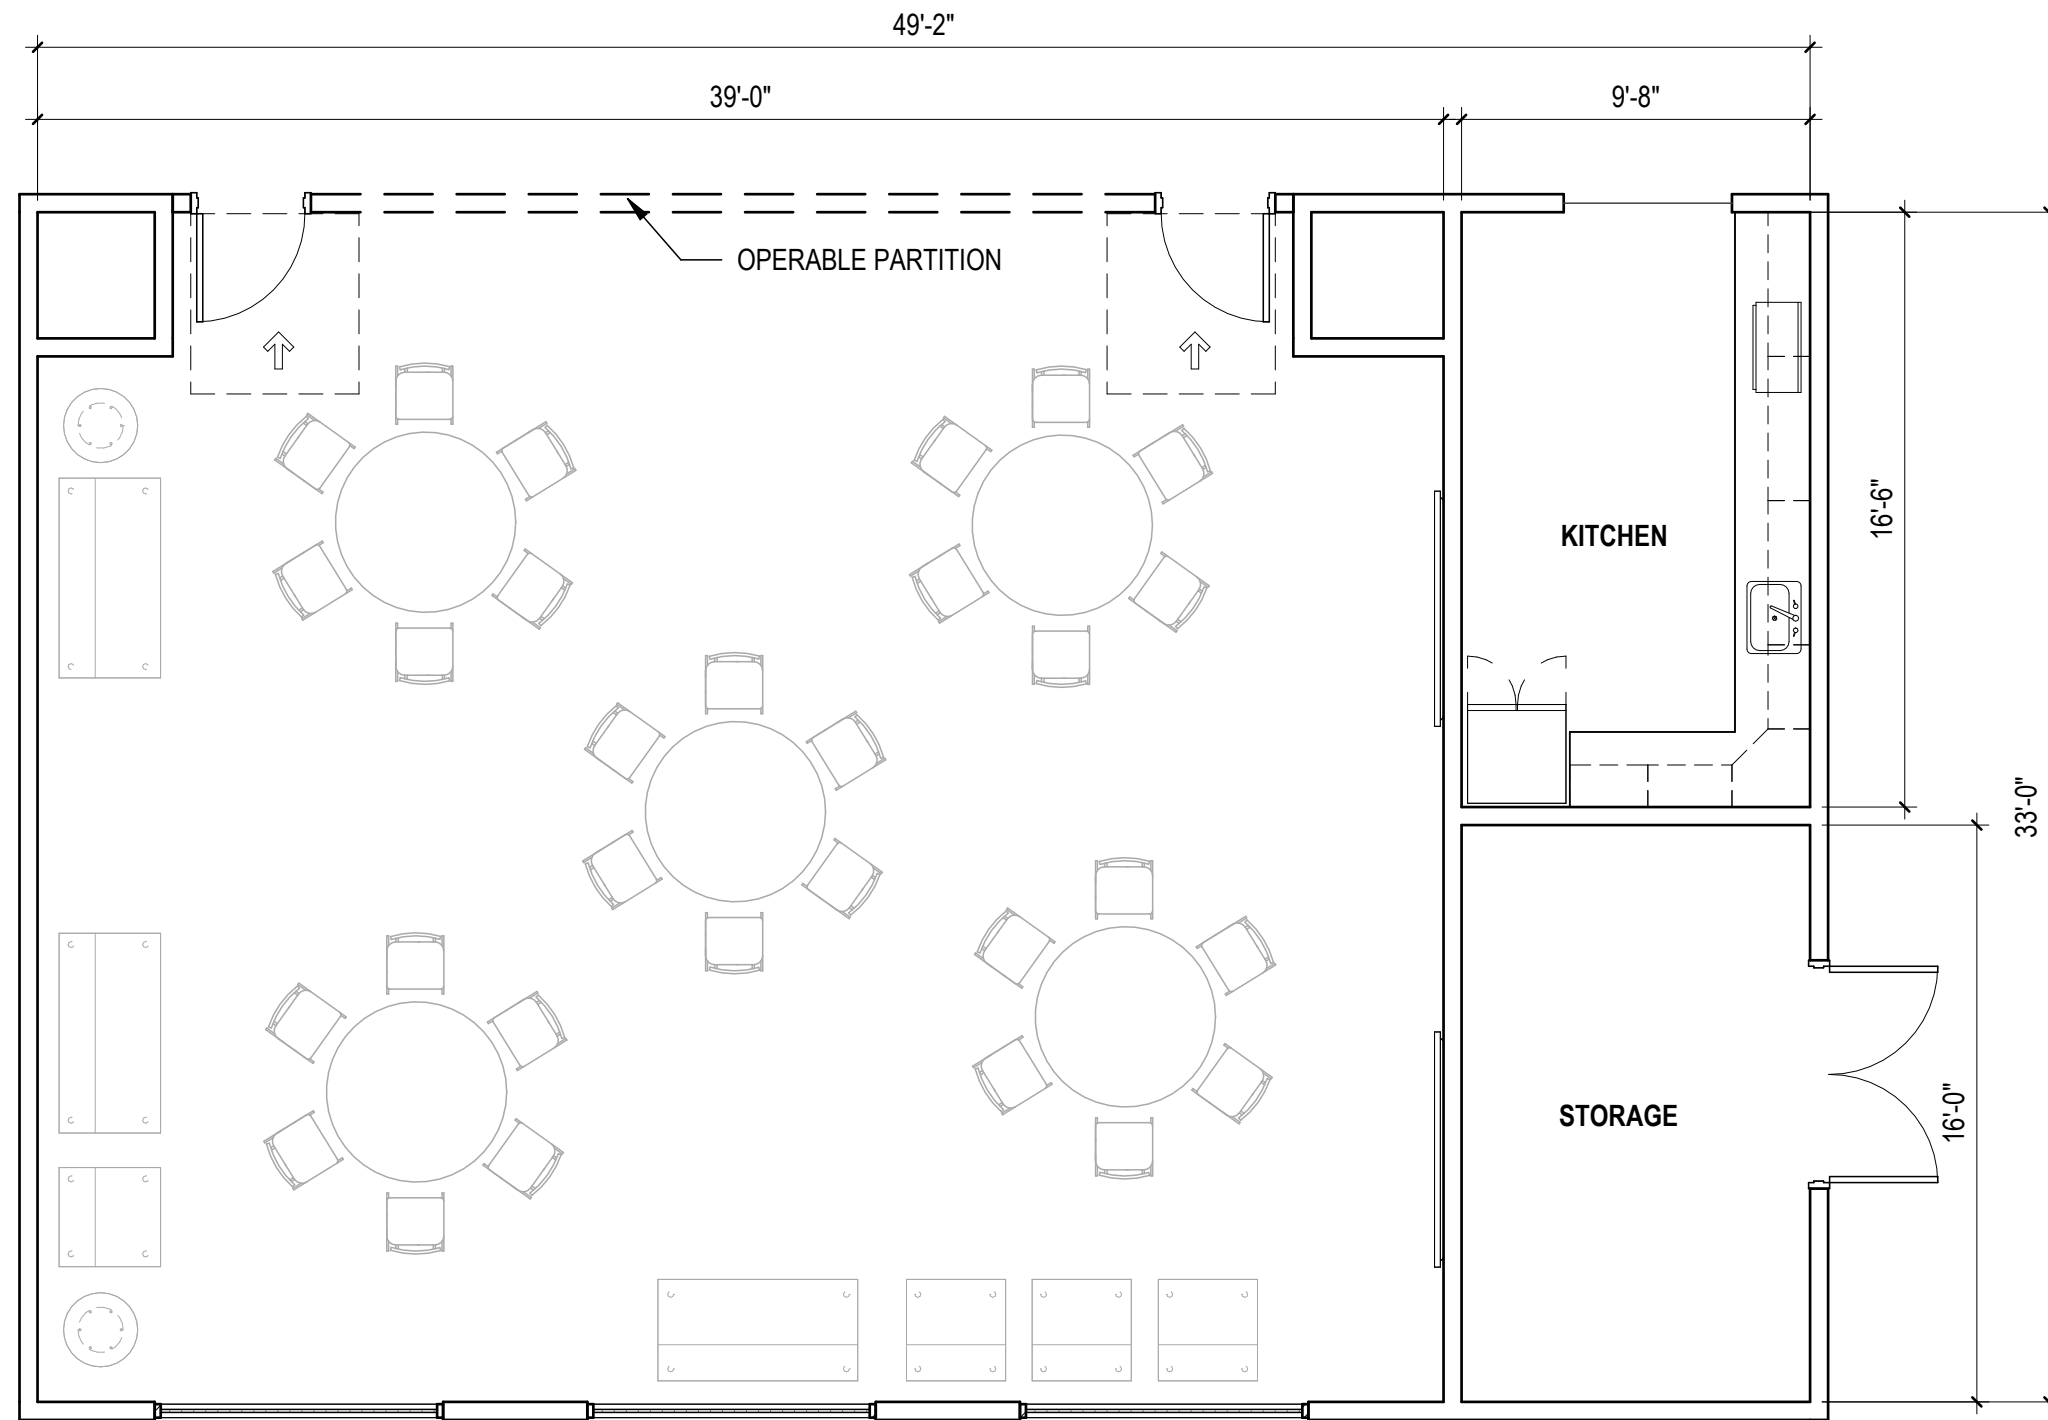 49'-2"
39'-0"
9'-8"
OPERABLE PARTITION
16'-6"
KITCHEN
33'-0"
16'-0"
STORAGE